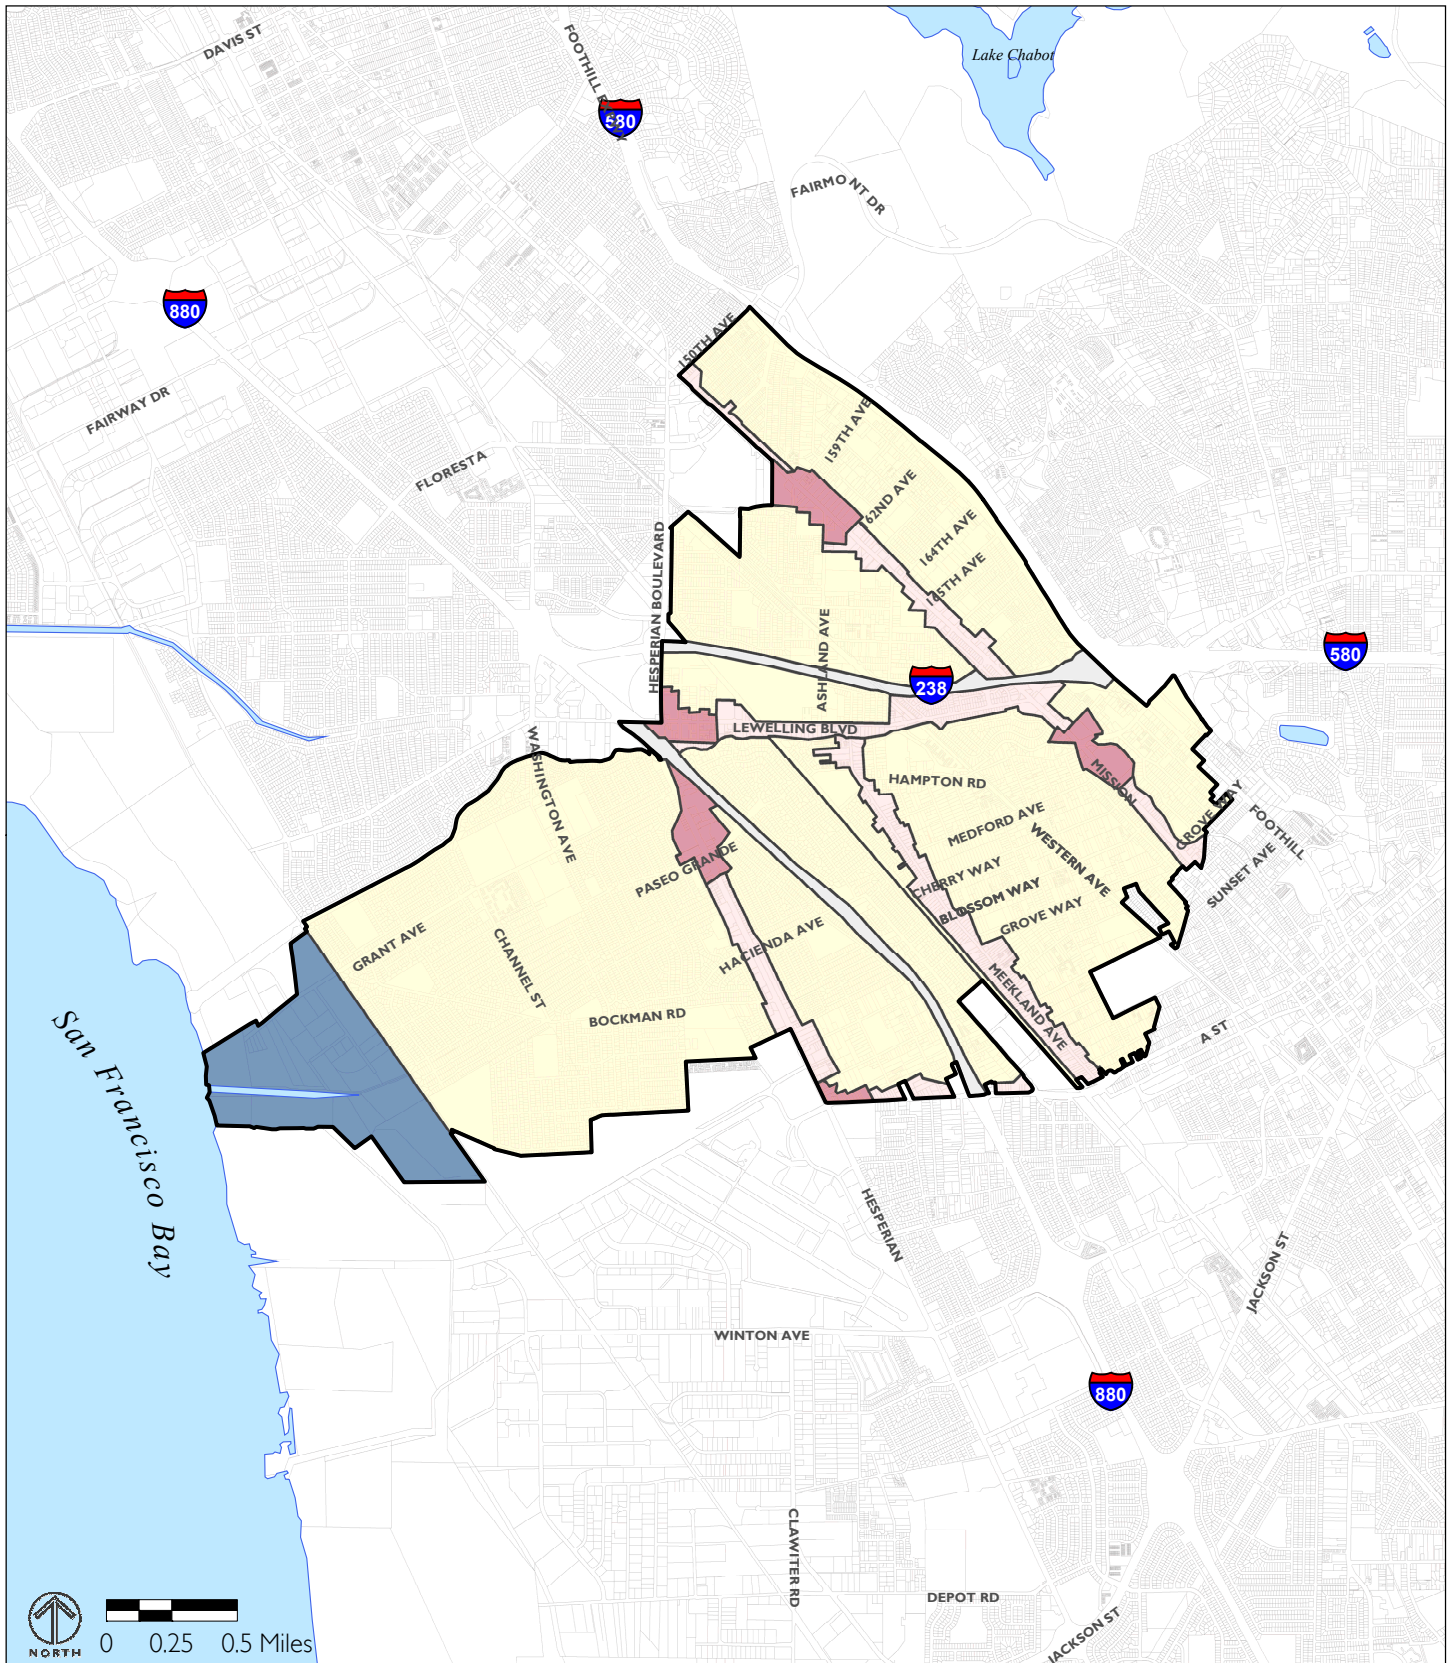 DAVIS ST
FOOTHILL
580
Lake Chabot
FAIRMONT DR
880
FAIRWAY DR
FLORESTA
150TH AVE
159TH AVE
62ND AVE
164TH AVE
165TH AVE
HESPERIAN BOULEVARD
ASHLAND AVE
238
580
LEWELLING BLVD
WASHINGTON AVE
HAMPTON RD
MISSION
GROVE WAY
FOOTHILL
MEDFORD AVE
WESTERN AVE
SUNSET AVE
PASEO GRANDE
CHERRY WAY
BLOSSOM WAY
GROVE WAY
GRANT AVE
CHANNEL ST
HACIENDA AVE
MEEKLAND AVE
BOCKMAN RD
A ST
San Francisco Bay
HESPERIAN
JACKSON ST
WINTON AVE
880
CLAWITER RD
DEPOT RD
JACKSON ST
NORTH
0 0.25 0.5 Miles